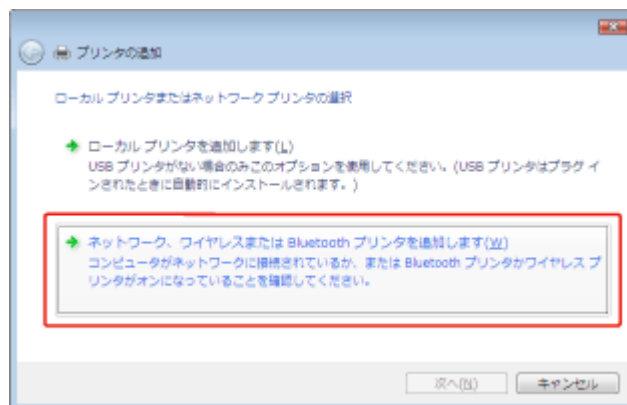 プリンタの追加
ローカル プリンタまたはネットワーク プリンタの選択
ローカル プリンタを追加します(L)
USB プリンタがない場合のみこのオプションを使用してください。(USB プリンタはプラグ イ
ンされたときに自動的にインストールされます。)
ネットワーク、ワイヤレスまたは Bluetooth プリンタを追加します(W)
コンピュータがネットワークに接続されているか、または Bluetooth プリンタかワイヤレス プ
リンタがオンになっていることを確認してください。
次へ(N)
キャンセル